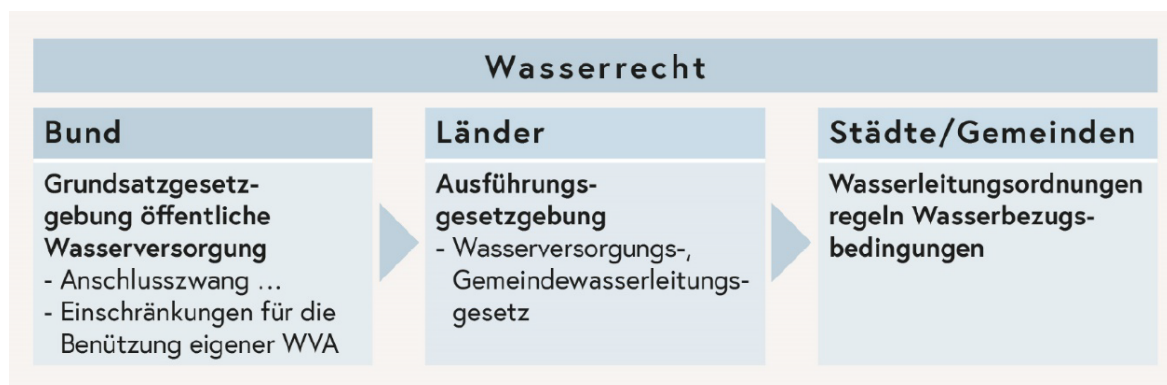 Wasserrecht
Bund
Grundsatzgesetz-
gebung öffentliche
Wasserversorgung
- Anschlusszwang ...
- Einschränkungen für die
Benützung eigener WVA
Länder
Ausführungs-
gesetzgebung
- Wasserversorgungs-,
Gemeindewasserleitungs-
gesetz
Städte/Gemeinden
Wasserleitungsordnungen
regeln Wasserbezugs-
bedingungen